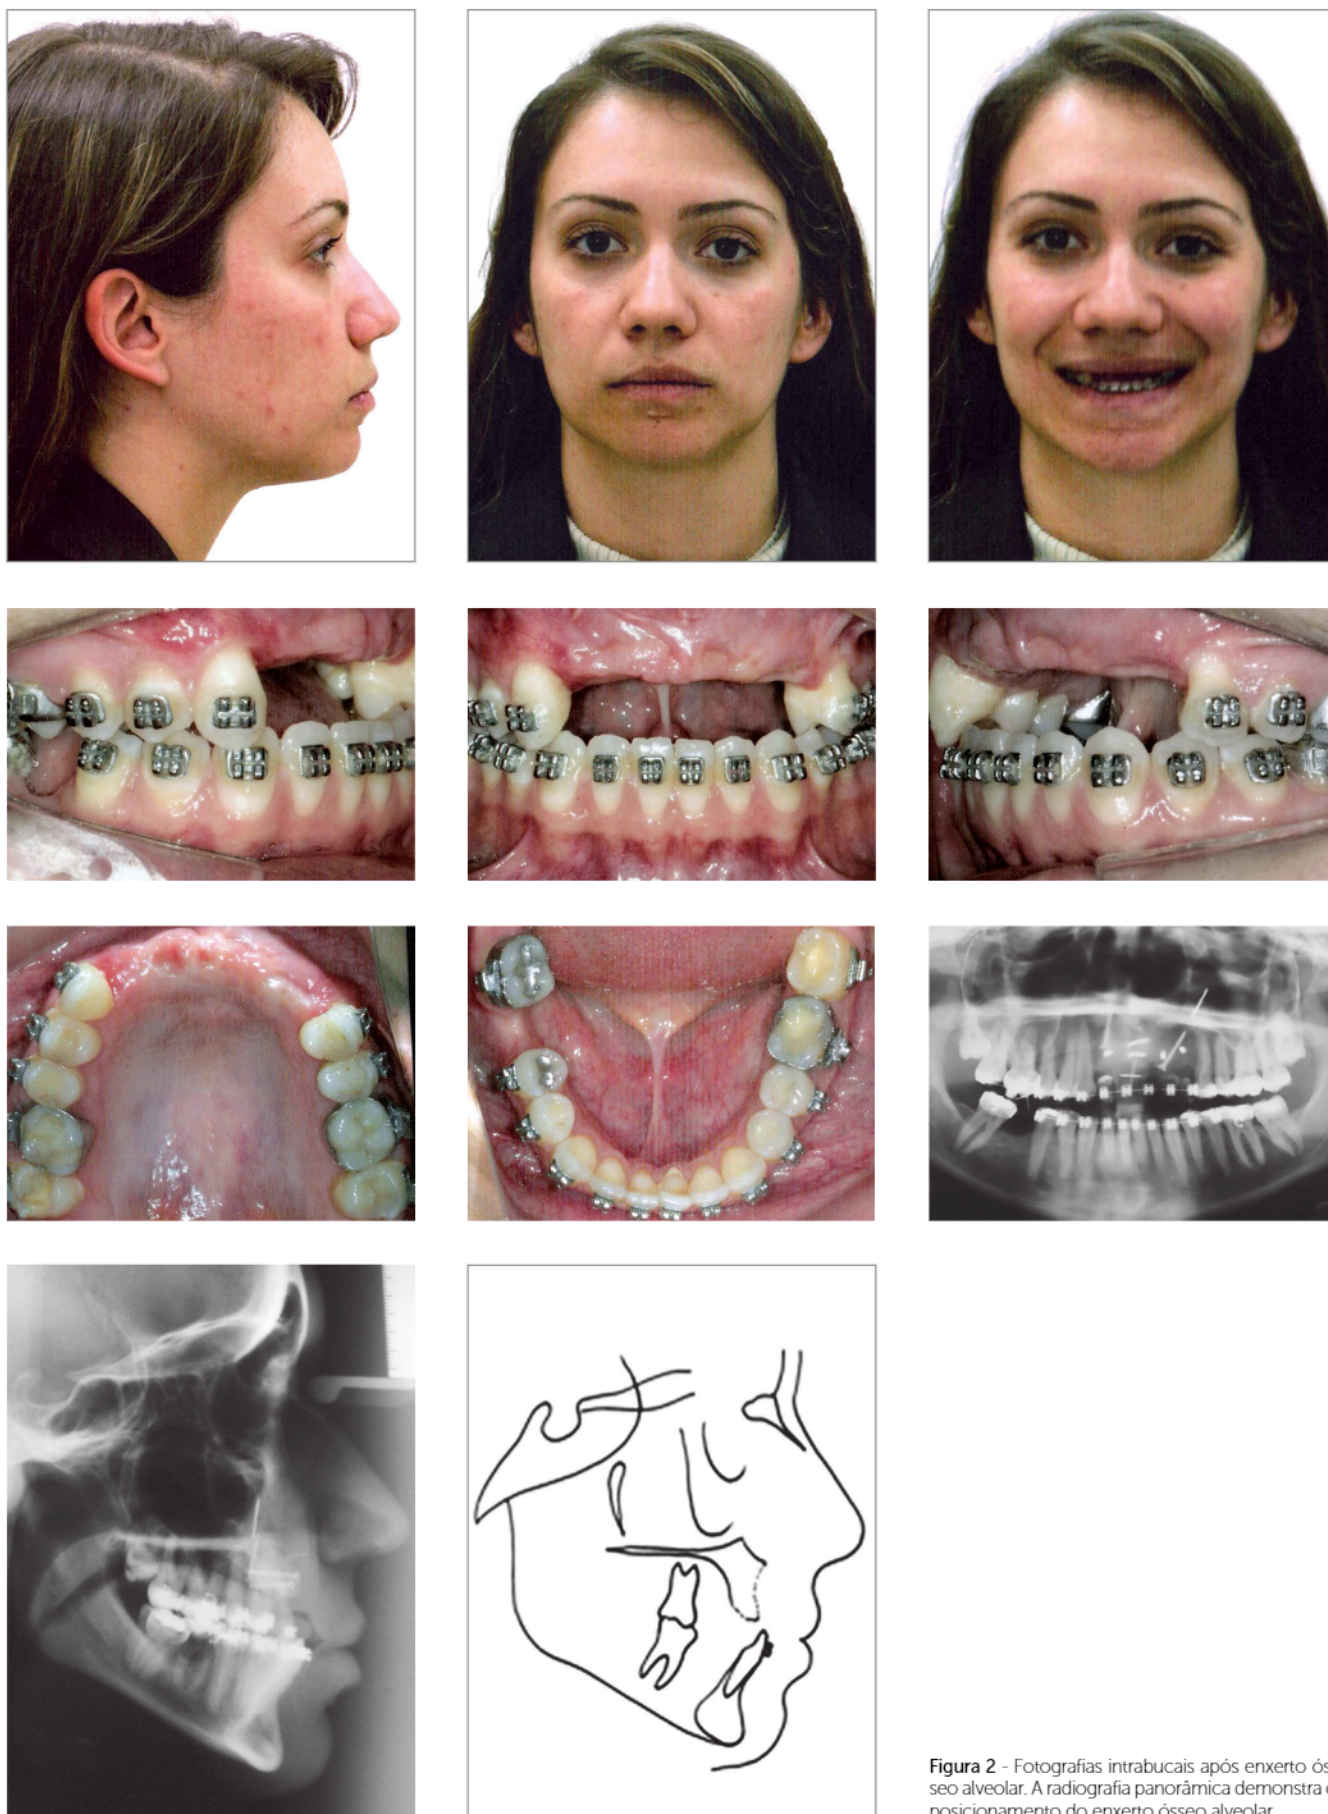 Figura 2 - Fotografias intrabucais após enxerto ós-
seo alveolar. A radiografia panorâmica demonstra o
posicionamento do enxerto ósseo alveolar.